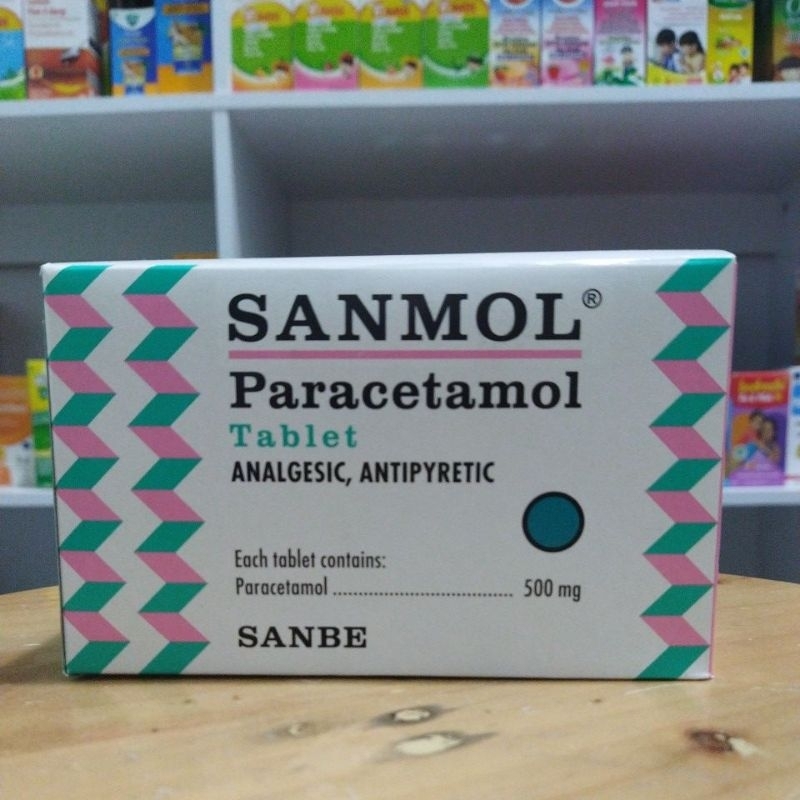 SANMOL®
Paracetamol
Tablet
ANALGESIC, ANTIPYRETIC
Each tablet contains:
Paracetamol ................................... 500 mg
SANBE